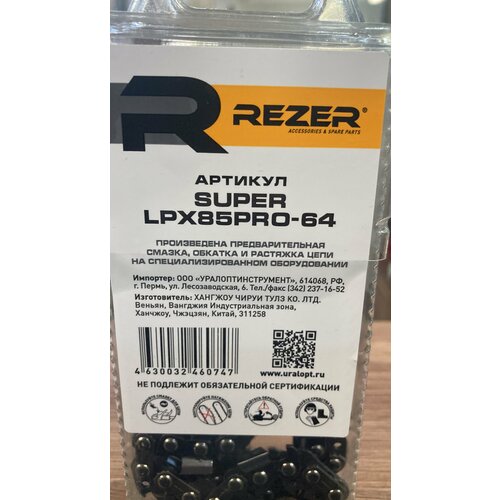 REZER®
ACCESSORIES & SPARE PARTS
АРТИКУЛ
SUPER
LPX85PRO-64
ПРОИЗВЕДЕНА ПРЕДВАРИТЕЛЬНАЯ
СМАЗКА, ОБКАТКА И РАСТЯЖКА ЦЕПИ
НА СПЕЦИАЛИЗИРОВАННОМ ОБОРУДОВАНИИ
Импортер: ООО «УРАЛОПТИНСТРУМЕНТ», 614068, РФ,
г. Пермь, ул. Лесозаводская, 6. Тел./факс (342) 237-16-52
Изготовитель: ХАНГЖОУ ЧИРУИ ТУЛЗ КО. ЛТД.
Веньян, Вангджия Индустриальная зона,
Ханчжоу, Чжэцзян, Китай, 311258
4 630032 460747
www.uralopt.ru
НЕ ПОДЛЕЖИТ ОБЯЗАТЕЛЬНОЙ СЕРТИФИКАЦИИ